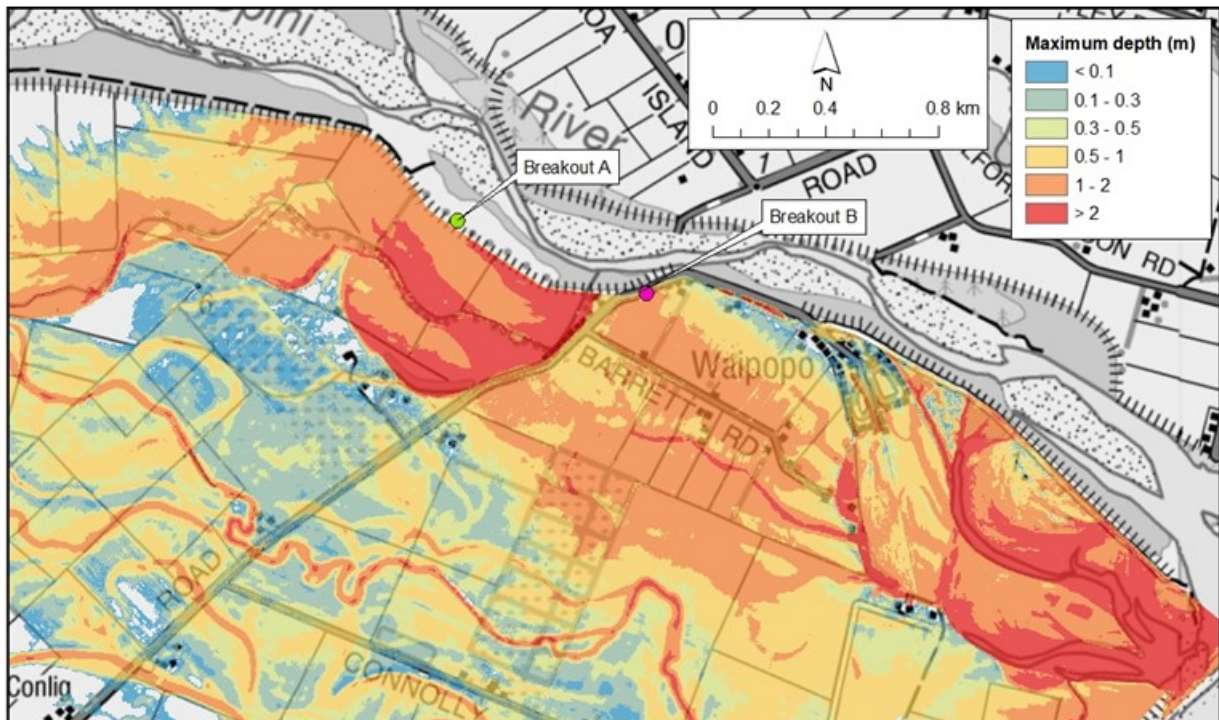 River
ISLAND
ROAD
1
0
N
0 0.2 0.4 0.8 km
Maximum depth (m)
< 0.1
0.1 - 0.3
0.3 - 0.5
0.5 - 1
1 - 2
> 2
Breakout A
Breakout B
Waipopo
BARRETT RD
ROAD
CONNOLLY
Conlig